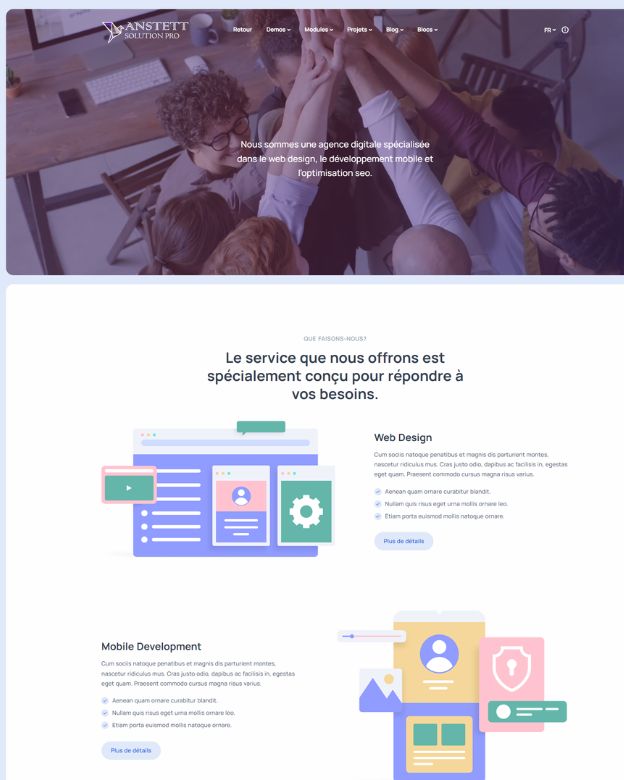 ANSTETT
SOLUTION PRO
Retour Demos Modules Projets Blog Blocs FR
Nous sommes une agence digitale spécialisée
dans le web design, le développement mobile et
l'optimisation seo.
QUE FAISONS-NOUS?
Le service que nous offrons est
spécialement conçu pour répondre à
vos besoins.
Web Design
Cum sociis natoque penatibus et magnis dis parturient montes,
nascetur ridiculus mus. Cras justo odio, dapibus ac facilisis in, egestas
eget quam. Praesent commodo cursus magna risus varius.
Aenean quam ornare curabitur blandit.
Nullam quis risus eget urna mollis ornare leo.
Etiam porta euismod mollis natoque ornare.
Plus de détails
Mobile Development
Cum sociis natoque penatibus et magnis dis parturient montes,
nascetur ridiculus mus. Cras justo odio, dapibus ac facilisis in, egestas
eget quam. Praesent commodo cursus magna risus varius.
Aenean quam ornare curabitur blandit.
Nullam quis risus eget urna mollis ornare leo.
Etiam porta euismod mollis natoque ornare.
Plus de détails